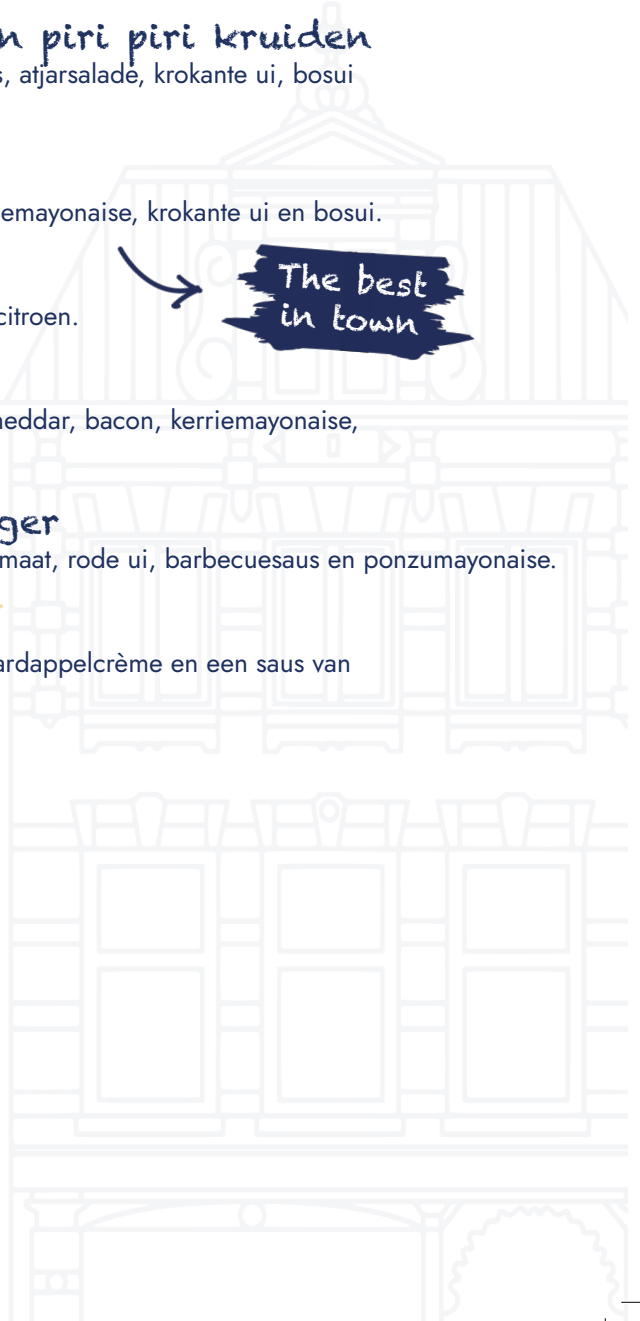 n piri piri kruiden
s, atjarsalade, krokante ui, bosui
emayonaise, krokante ui en bosui.
The best
in town
citroen.
heddar, bacon, kerriemayonaise,
ger
maat, rode ui, barbecuesaus en ponzumayonaise.
ardappelcrème en een saus van